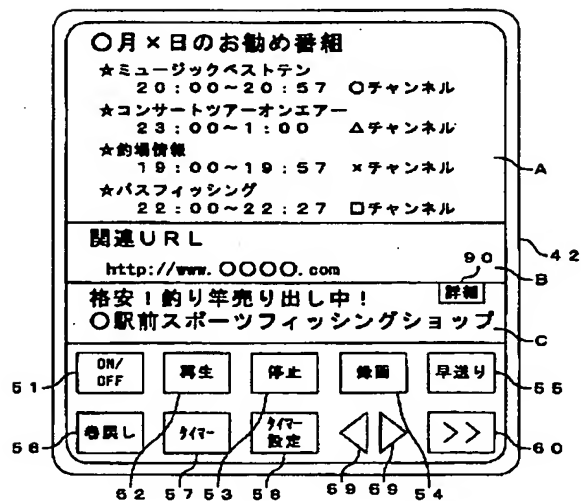 ○月×日のお勧め番組
☆ミュージックベストテン
20:00~20:57 ○チャンネル
☆コンサートツアーオンエアー
23:00~1:00 △チャンネル
☆釣場情報
19:00~19:57 ×チャンネル
☆バスフィッシング
22:00~22:27 □チャンネル
A
関連URL
42
90
http://www.○○○○.com
B
詳細
格安!釣り竿売り出し中!
○駅前スポーツフィッシングショップ
C
ON/
OFF
再生
停止
録画
早送り
51
55
巻戻し
タイマー
タイマー
設定
>>
56
52
57
53
58
69
69
54
60